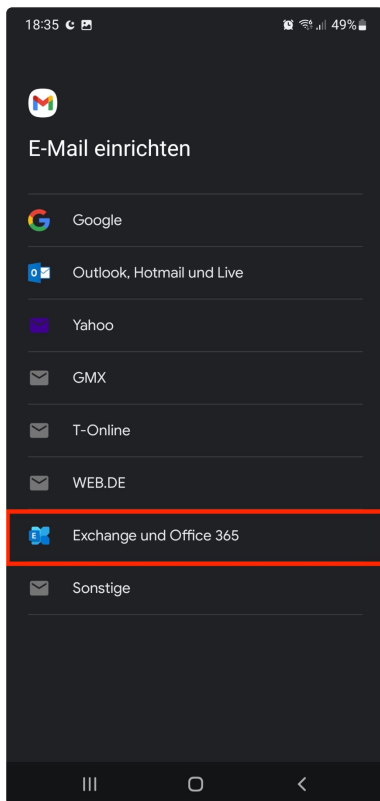 18:35
49%
E-Mail einrichten
Google
Outlook, Hotmail und Live
Yahoo
GMX
T-Online
WEB.DE
Exchange und Office 365
Sonstige